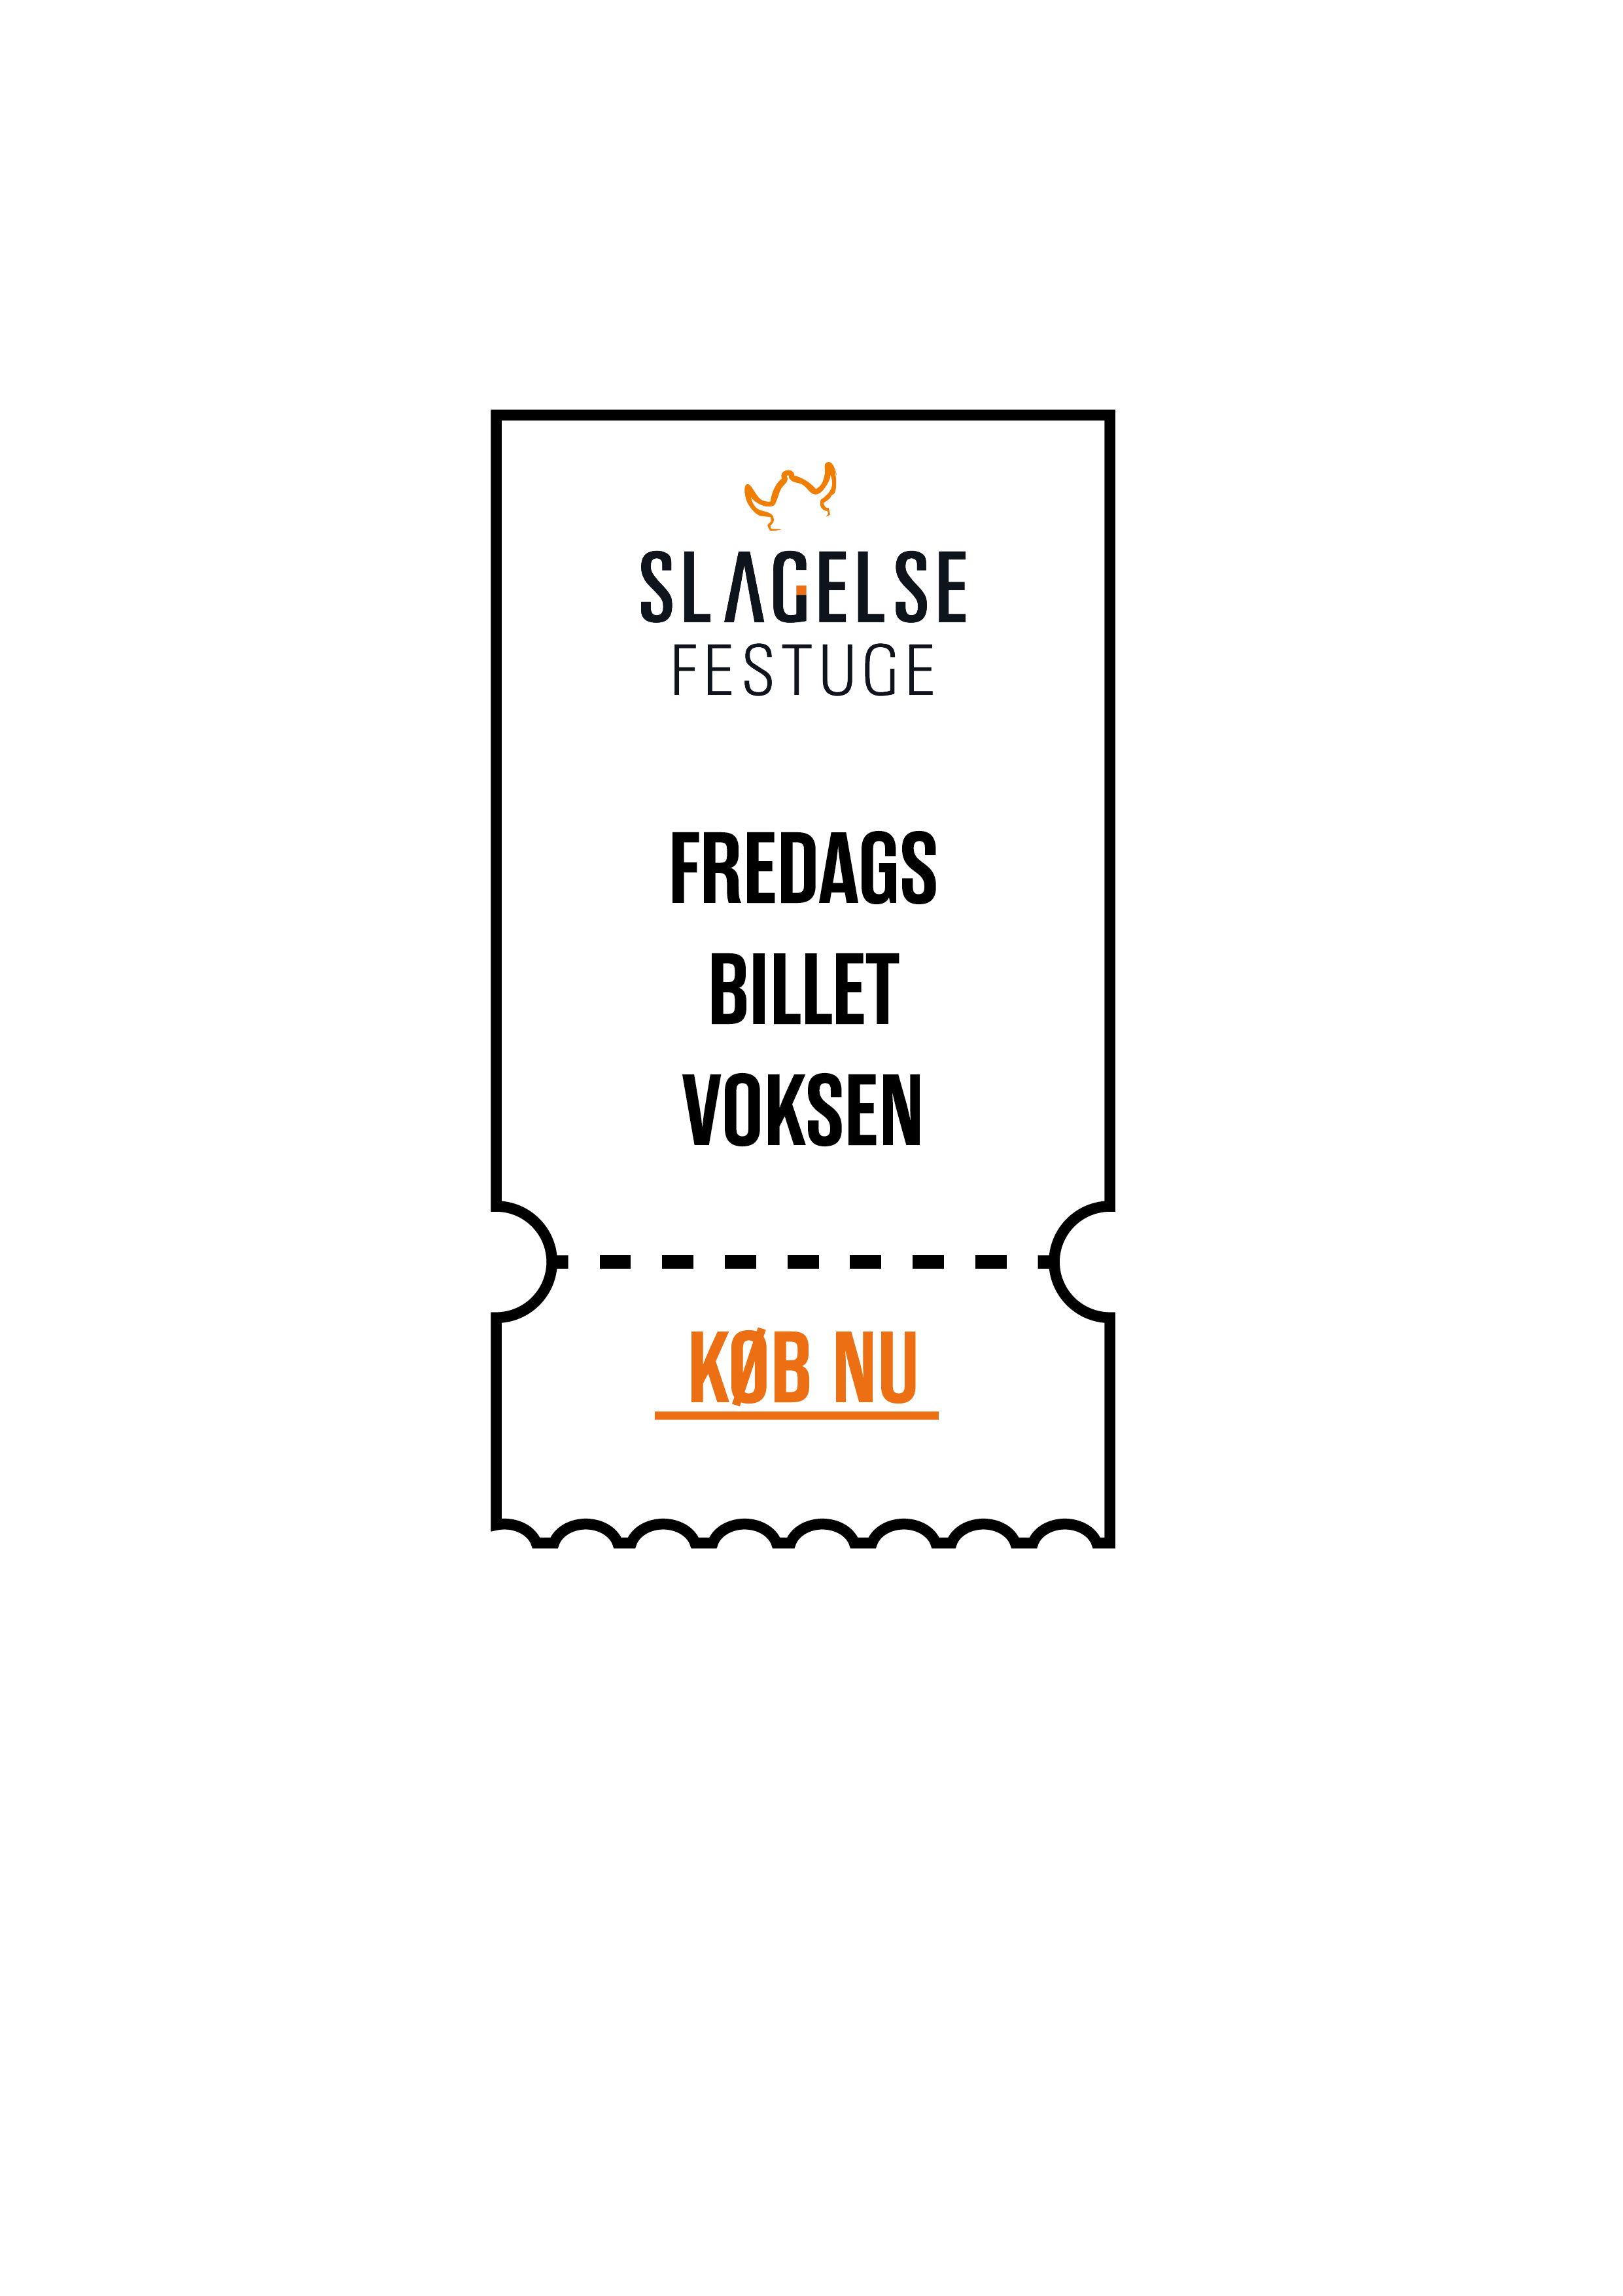 SLAGELSE
FESTUGE
FREDAGS
BILLET
VOKSEN
KØB NU